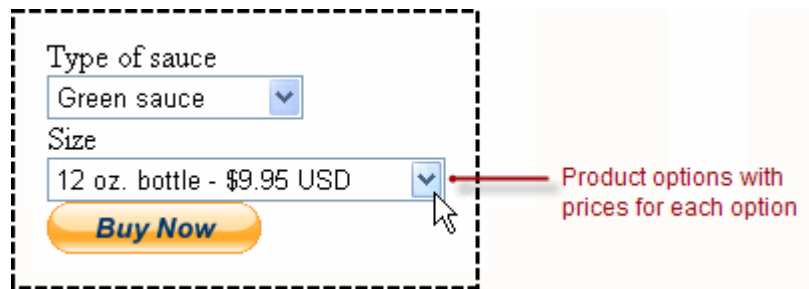 Type of sauce
Green sauce
Size
12 oz. bottle - $9.95 USD
Buy Now
Product options with
prices for each option